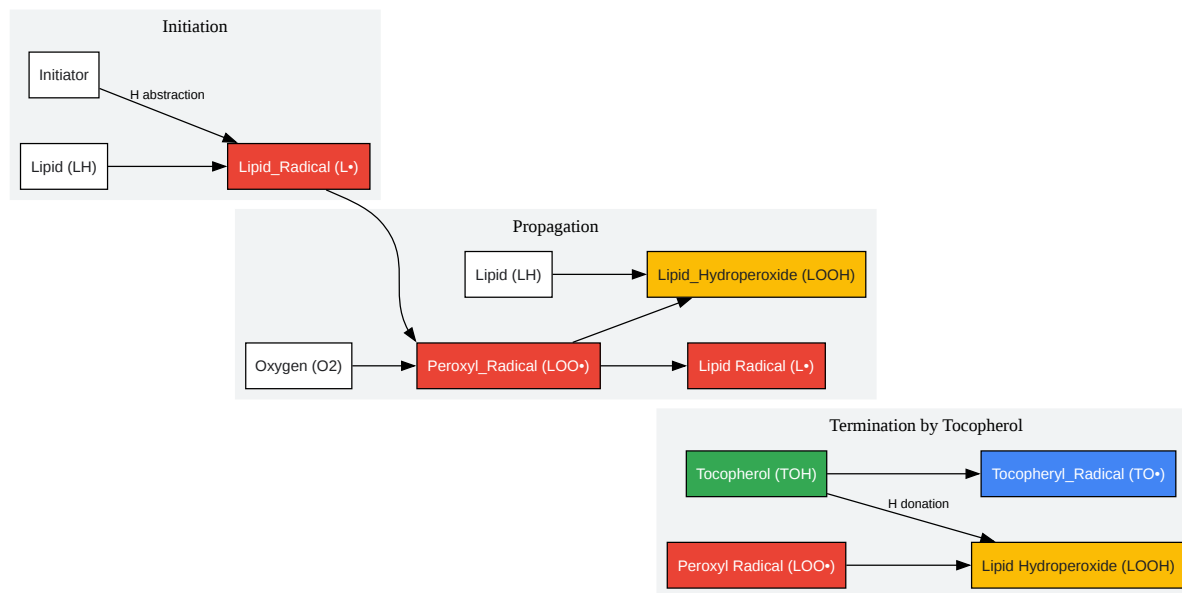 Initiation
Initiator
H abstraction
Lipid (LH)
Lipid_Radical (L•)
Propagation
Lipid (LH)
Lipid_Hydroperoxide (LOOH)
Oxygen (O2)
Peroxyl_Radical (LOO•)
Lipid Radical (L•)
Termination by Tocopherol
Tocopherol (TOH)
Tocopheryl_Radical (TO•)
H donation
Peroxyl Radical (LOO•)
Lipid Hydroperoxide (LOOH)